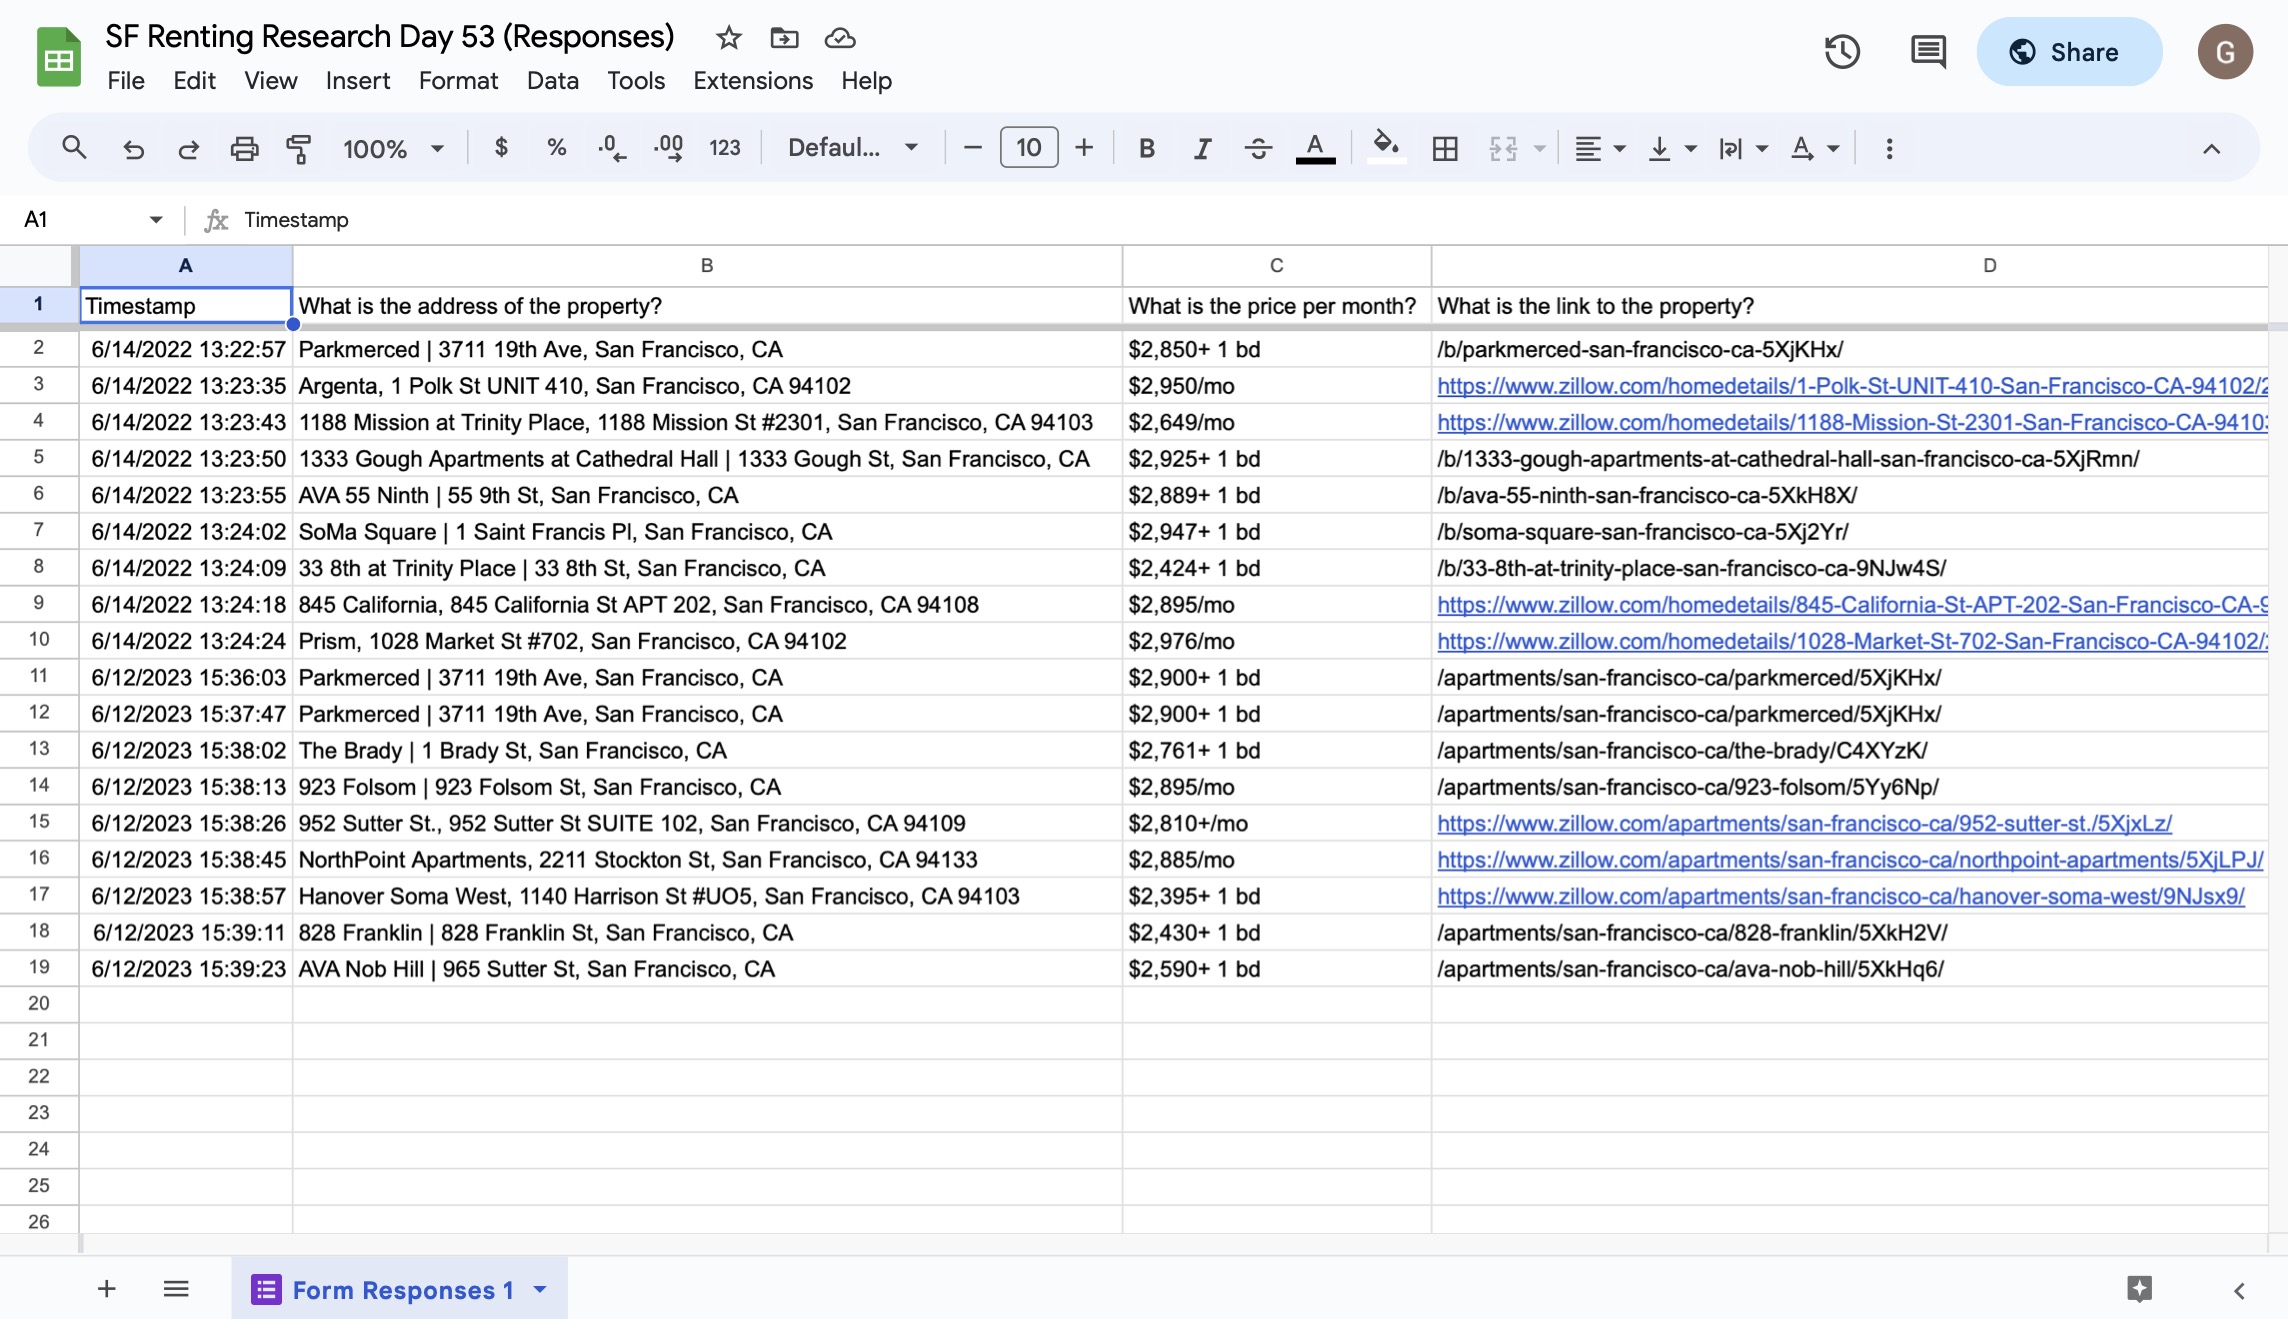 SF Renting Research Day 53 (Responses)
File Edit View Insert Format Data Tools Extensions Help
Share
G
100% $ % .0 .00 123 Defaul... 10 B I S A
A1 fx Timestamp
A B C D
1 Timestamp What is the address of the property? What is the price per month? What is the link to the property?
2 6/14/2022 13:22:57 Parkmerced | 3711 19th Ave, San Francisco, CA $2,850+ 1 bd /b/parkmerced-san-francisco-ca-5XjKHx/
3 6/14/2022 13:23:35 Argenta, 1 Polk St UNIT 410, San Francisco, CA 94102 $2,950/mo https://www.zillow.com/homedetails/1-Polk-St-UNIT-410-San-Francisco-CA-94102/2
4 6/14/2022 13:23:43 1188 Mission at Trinity Place, 1188 Mission St #2301, San Francisco, CA 94103 $2,649/mo https://www.zillow.com/homedetails/1188-Mission-St-2301-San-Francisco-CA-94103
5 6/14/2022 13:23:50 1333 Gough Apartments at Cathedral Hall | 1333 Gough St, San Francisco, CA $2,925+ 1 bd /b/1333-gough-apartments-at-cathedral-hall-san-francisco-ca-5XjRmn/
6 6/14/2022 13:23:55 AVA 55 Ninth | 55 9th St, San Francisco, CA $2,889+ 1 bd /b/ava-55-ninth-san-francisco-ca-5XkH8X/
7 6/14/2022 13:24:02 SoMa Square | 1 Saint Francis Pl, San Francisco, CA $2,947+ 1 bd /b/soma-square-san-francisco-ca-5Xj2Yr/
8 6/14/2022 13:24:09 33 8th at Trinity Place | 33 8th St, San Francisco, CA $2,424+ 1 bd /b/33-8th-at-trinity-place-san-francisco-ca-9NJw4S/
9 6/14/2022 13:24:18 845 California, 845 California St APT 202, San Francisco, CA 94108 $2,895/mo https://www.zillow.com/homedetails/845-California-St-APT-202-San-Francisco-CA-9
10 6/14/2022 13:24:24 Prism, 1028 Market St #702, San Francisco, CA 94102 $2,976/mo https://www.zillow.com/homedetails/1028-Market-St-702-San-Francisco-CA-94102/
11 6/12/2023 15:36:03 Parkmerced | 3711 19th Ave, San Francisco, CA $2,900+ 1 bd /apartments/san-francisco-ca/parkmerced/5XjKHx/
12 6/12/2023 15:37:47 Parkmerced | 3711 19th Ave, San Francisco, CA $2,900+ 1 bd /apartments/san-francisco-ca/parkmerced/5XjKHx/
13 6/12/2023 15:38:02 The Brady | 1 Brady St, San Francisco, CA $2,761+ 1 bd /apartments/san-francisco-ca/the-brady/C4XYzK/
14 6/12/2023 15:38:13 923 Folsom | 923 Folsom St, San Francisco, CA $2,895/mo /apartments/san-francisco-ca/923-folsom/5Yy6Np/
15 6/12/2023 15:38:26 952 Sutter St., 952 Sutter St SUITE 102, San Francisco, CA 94109 $2,810+/mo https://www.zillow.com/apartments/san-francisco-ca/952-sutter-st./5XjxLz/
16 6/12/2023 15:38:45 NorthPoint Apartments, 2211 Stockton St, San Francisco, CA 94133 $2,885/mo https://www.zillow.com/apartments/san-francisco-ca/northpoint-apartments/5XjLPJ/
17 6/12/2023 15:38:57 Hanover Soma West, 1140 Harrison St #UO5, San Francisco, CA 94103 $2,395+ 1 bd https://www.zillow.com/apartments/san-francisco-ca/hanover-soma-west/9NJsx9/
18 6/12/2023 15:39:11 828 Franklin | 828 Franklin St, San Francisco, CA $2,430+ 1 bd /apartments/san-francisco-ca/828-franklin/5XkH2V/
19 6/12/2023 15:39:23 AVA Nob Hill | 965 Sutter St, San Francisco, CA $2,590+ 1 bd /apartments/san-francisco-ca/ava-nob-hill/5XkHq6/
20
21
22
23
24
25
26
Form Responses 1